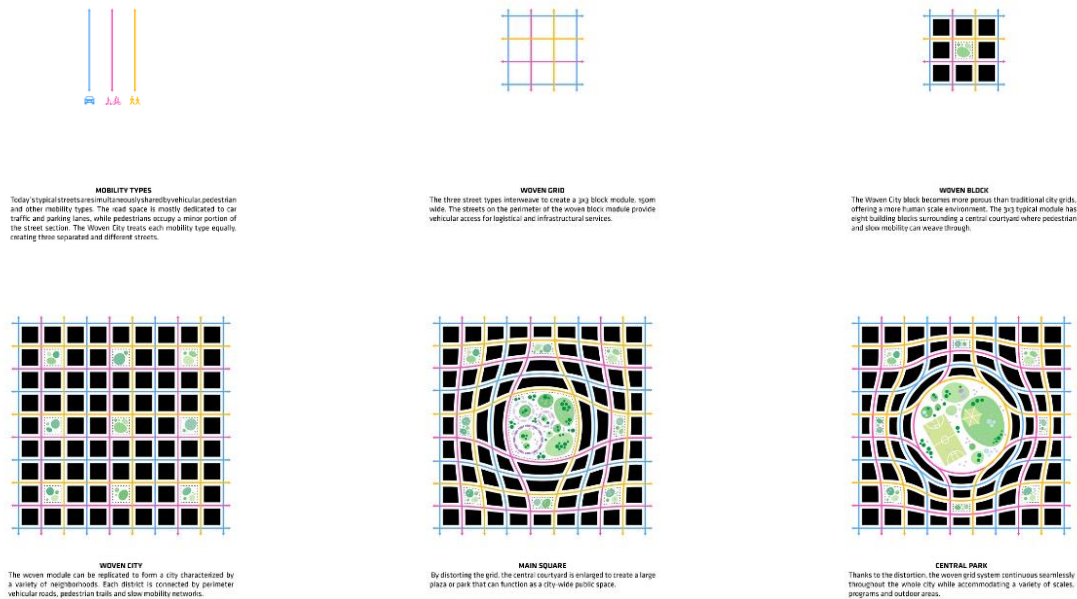 MOBILITY TYPES
Today'stypicalstreetsaresimultaneouslysharedbyvehicular,pedestrian
and other mobility types. The road space is mostly dedicated to car
traffic and parking lanes, while pedestrians occupy a minor portion of
the street section. The Woven City treats each mobility type equally,
creating three separated and different streets.
WOVEN GRID
The three street types interweave to create a 3x3 block module, 150m
wide. The streets on the perimeter of the woven block module provide
vehicular access for logistical and infrastructural services.
WOVEN BLOCK
The Woven City block becomes more porous than traditional city grids,
offering a more human scale environment. The 3x3 typical module has
eight building blocks surrounding a central courtyard where pedestrian
and slow mobility can weave through.
WOVEN CITY
The woven module can be replicated to form a city characterized by
a variety of neighborhoods. Each district is connected by perimeter
vehicular roads, pedestrian trails and slow mobility networks.
MAIN SQUARE
By distorting the grid, the central courtyard is enlarged to create a large
plaza or park that can function as a city-wide public space.
CENTRAL PARK
Thanks to the distortion, the woven grid system continuous seamlessly
throughout the whole city while accommodating a variety of scales,
programs and outdoor areas.